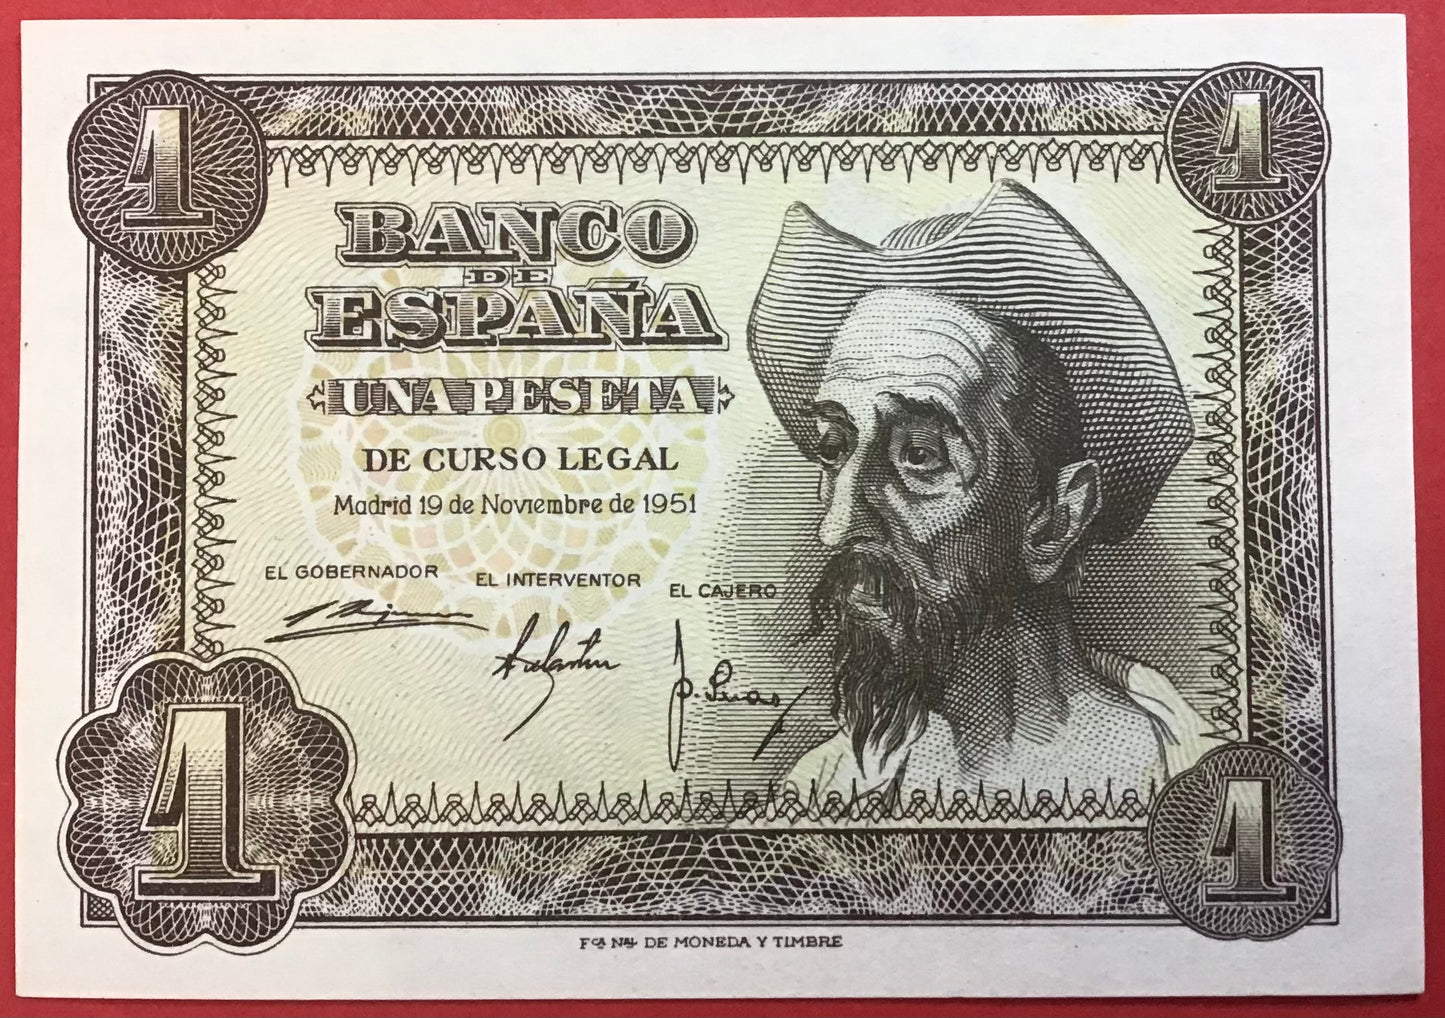 1
1
BANCO
DE
ESPAÑA
UNA PESETA
DE CURSO LEGAL
Madrid 19 de Noviembre de 1951
EL GOBERNADOR EL INTERVENTOR EL CAJERO
1
1
Fca. Nal. DE MONEDA Y TIMBRE